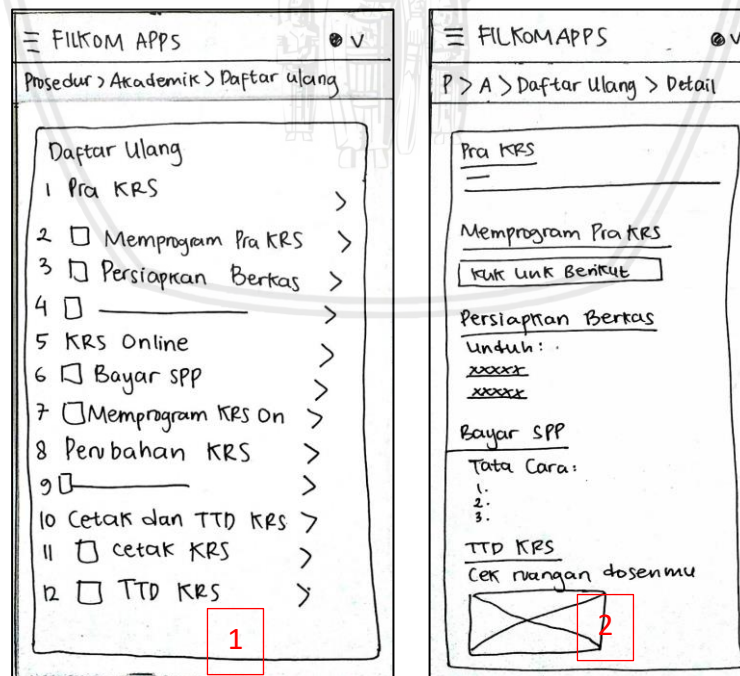 FILKOM APPS V
Prosedur > Akademik > Daftar ulang
Daftar Ulang
1 Pra KRS >
2 Memprogram Pra KRS >
3 Persiapkan Berkas >
4 >
5 KRS Online >
6 Bayar SPP >
7 Memprogram KRS On >
8 Perubahan KRS >
9 >
10 Cetak dan TTD KRS >
11 cetak KRS >
12 TTD KRS >
1
FILKOM APPS V
P > A > Daftar Ulang > Detail
Pra KRS
Memprogram Pra KRS
Klik Link Berikut
Persiapkan Berkas
Unduh:
xxxxx
xxxxx
Bayar SPP
Tata Cara:
1.
2.
3.
TTD KRS
Cek ruangan dosenmu
2